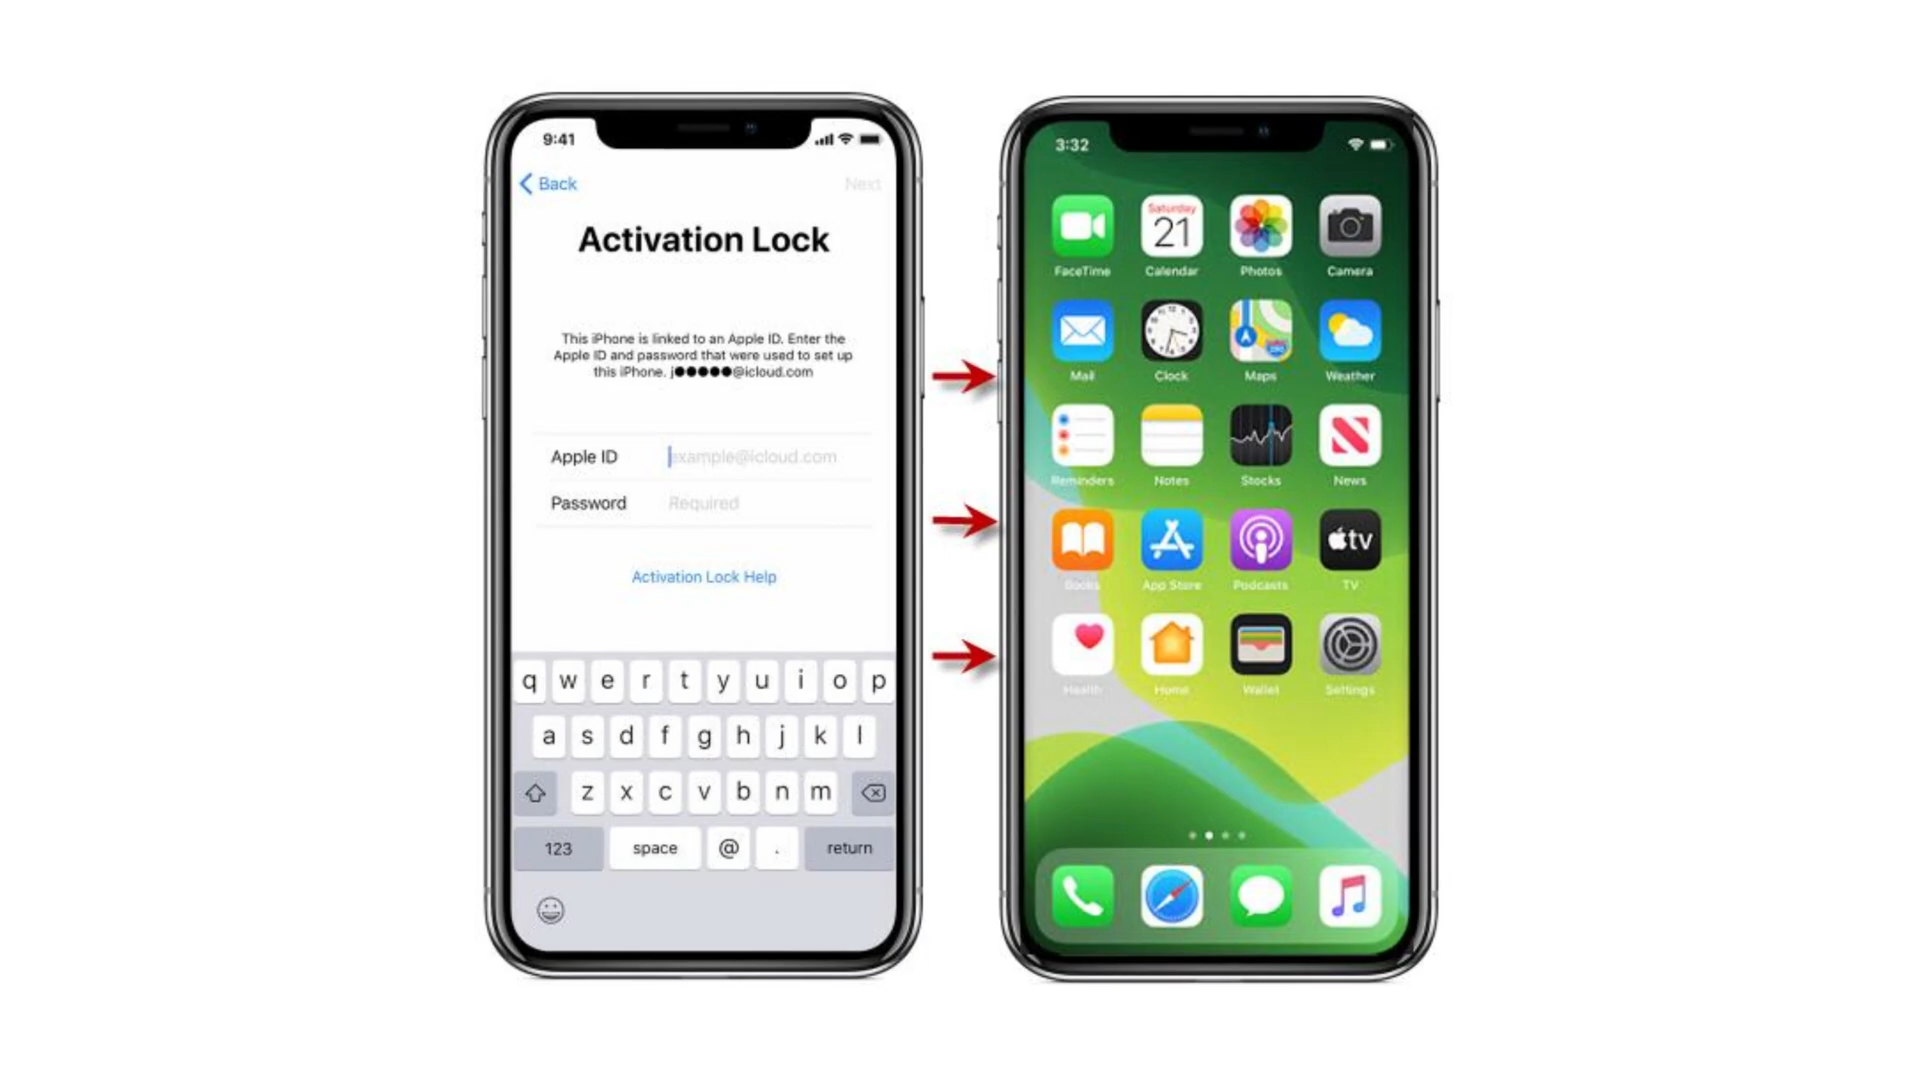 9:41
Back
Next
Activation Lock
This iPhone is linked to an Apple ID. Enter the
Apple ID and password that were used to set up
this iPhone. j●●●●●@icloud.com
Apple ID
example@icloud.com
Password
Required
Activation Lock Help
q w e r t y u i o p
a s d f g h j k l
z x c v b n m
123 space @ . return
3:32
Saturday
21
FaceTime Calendar Photos Camera
Mail Clock Maps Weather
Reminders Notes Stocks News
tv
Books App Store Podcasts TV
Health Home Wallet Settings